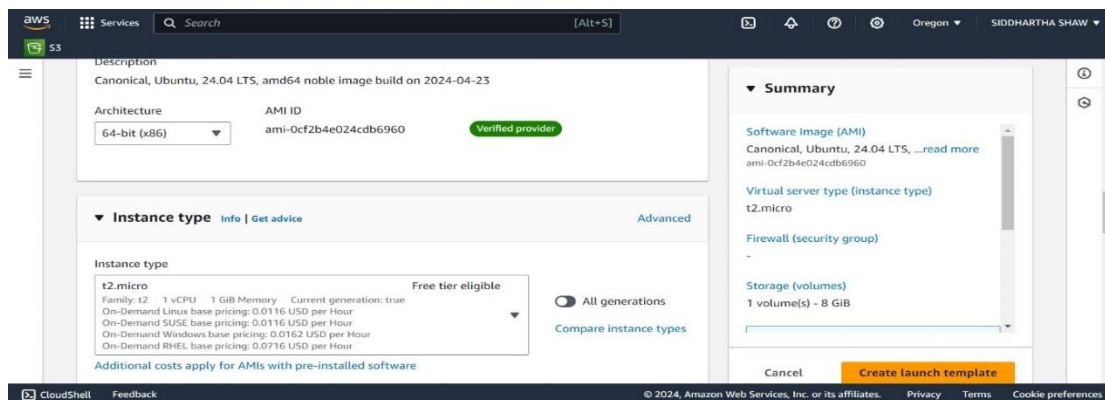 aws
Services
Search
[Alt+S]
Oregon
SIDDHARTHA SHAW
S3
Description
Canonical, Ubuntu, 24.04 LTS, amd64 noble image build on 2024-04-23
Architecture
AMI ID
64-bit (x86)
ami-0cf2b4e024cdb6960
Verified provider
Instance type Info | Get advice
Advanced
Instance type
t2.micro
Free tier eligible
Family: t2 1 vCPU 1 GiB Memory Current generation: true
On-Demand Linux base pricing: 0.0116 USD per Hour
On-Demand SUSE base pricing: 0.0116 USD per Hour
On-Demand Windows base pricing: 0.0162 USD per Hour
On-Demand RHEL base pricing: 0.0716 USD per Hour
All generations
Compare instance types
Additional costs apply for AMIs with pre-installed software
Summary
Software Image (AMI)
Canonical, Ubuntu, 24.04 LTS, ...read more
ami-0cf2b4e024cdb6960
Virtual server type (instance type)
t2.micro
Firewall (security group)
-
Storage (volumes)
1 volume(s) - 8 GiB
Cancel
Create launch template
CloudShell
Feedback
© 2024, Amazon Web Services, Inc. or its affiliates.
Privacy
Terms
Cookie preferences